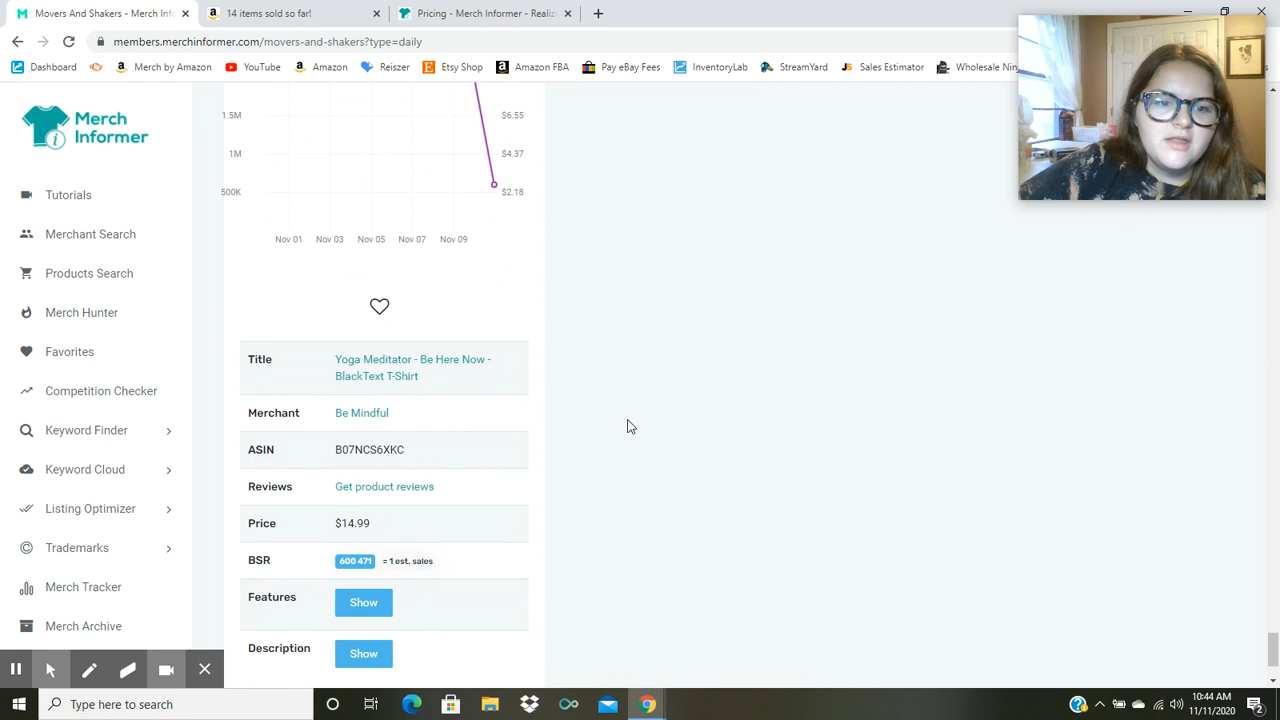 Movers And Shakers - Merch Inf
14 items sold so far!
Pricing - Merch Informer - Realiz
members.merchinformer.com/movers-and-shakers?type=daily
Dashboard
Merch by Amazon
YouTube
Amazon
Reiszer
Etsy Shop
Amazon FBA
Pay eBay Fees
InventoryLab
StreamYard
Sales Estimator
Wholesale Nin
Merch
Informer
Tutorials
Merchant Search
Products Search
Merch Hunter
Favorites
Competition Checker
Keyword Finder
Keyword Cloud
Listing Optimizer
Trademarks
Merch Tracker
Merch Archive
1.5M $6.55
1M $4.37
500K $2.18
Nov 01 Nov 03 Nov 05 Nov 07 Nov 09
Title Yoga Meditator - Be Here Now -
BlackText T-Shirt
Merchant Be Mindful
ASIN B07NCS6XKC
Reviews Get product reviews
Price $14.99
BSR 600 471 = 1 est. sales
Features Show
Description Show
Type here to search
10:44 AM
11/11/2020
2